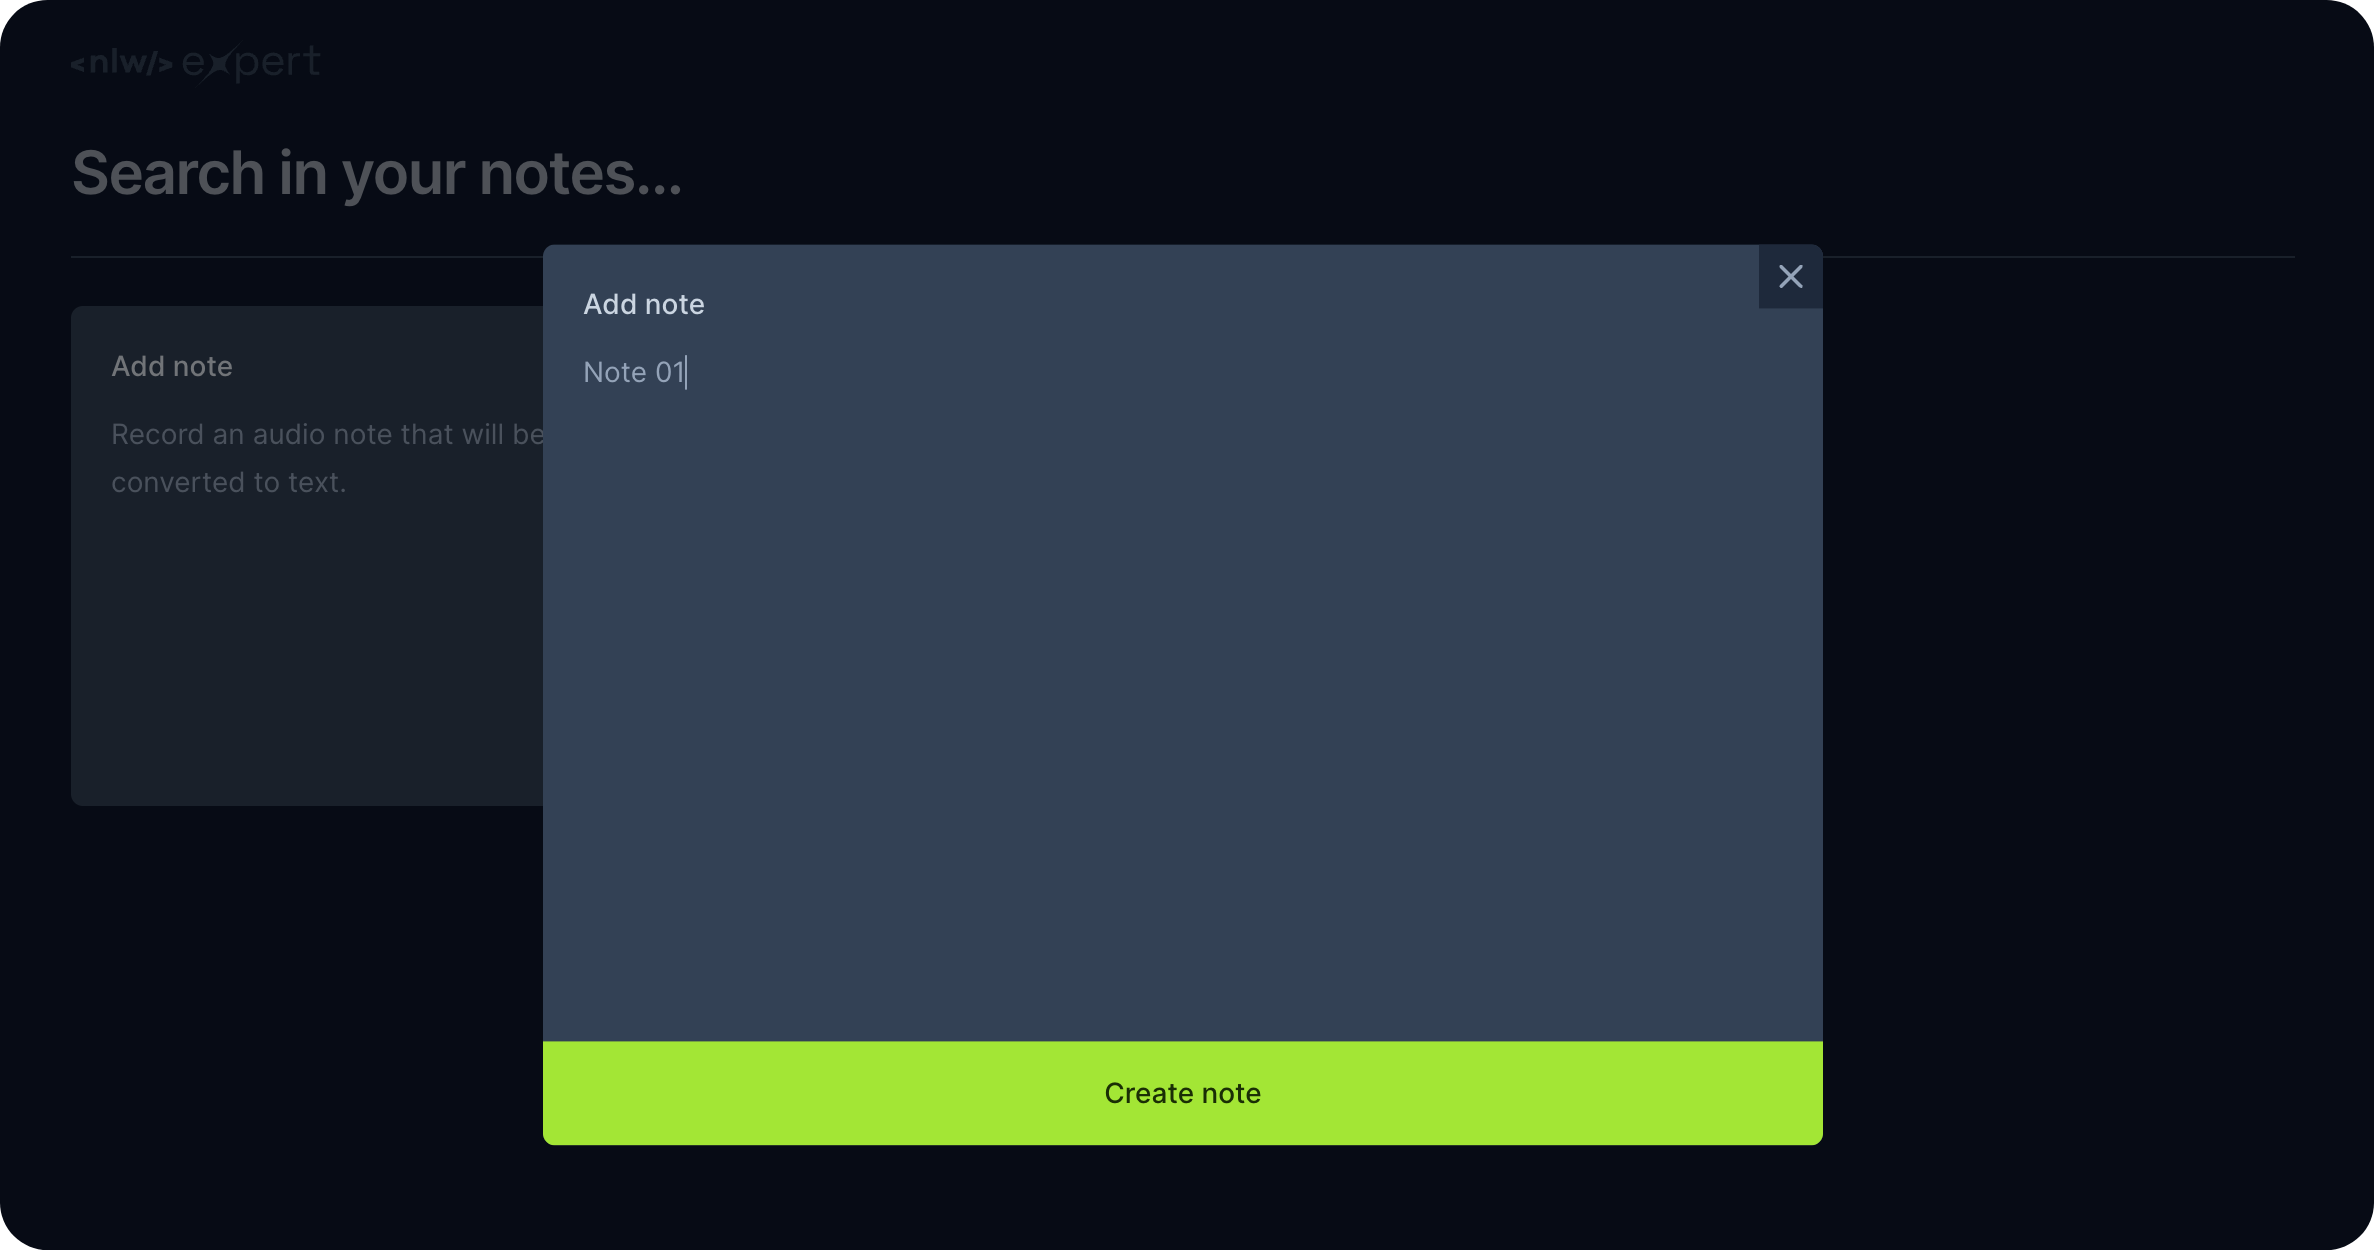 <nlw/> expert
Search in your notes...
Add note
Record an audio note that will be
converted to text.
Add note
Note 01
Create note